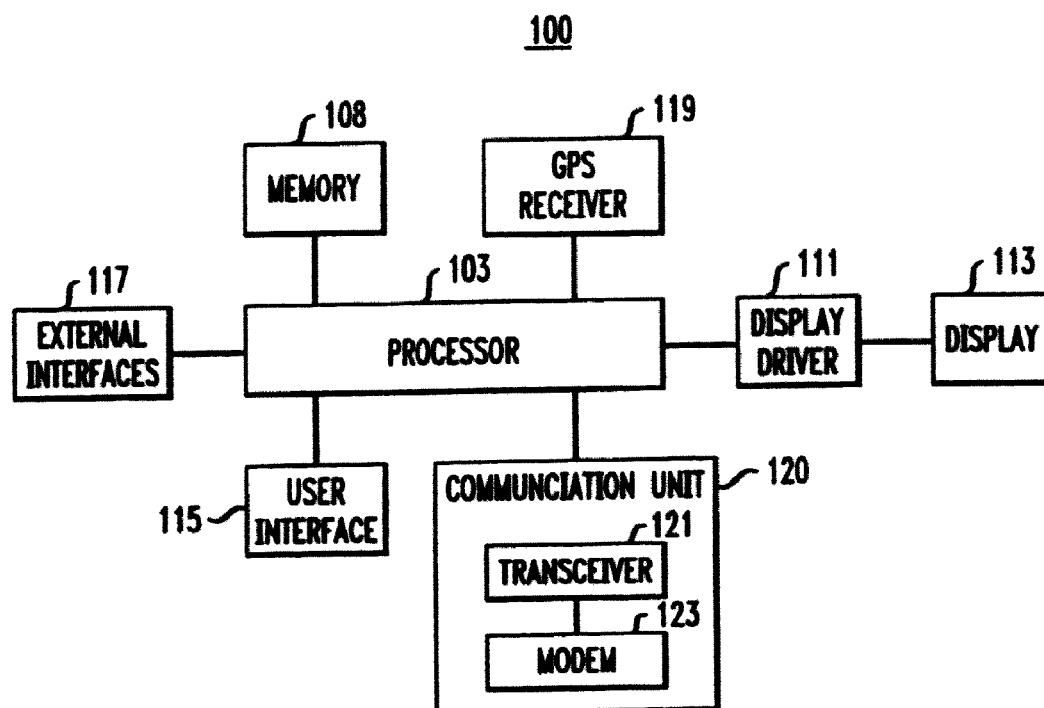 100
108
119
MEMORY
GPS
RECEIVER
117
103
111
113
EXTERNAL
INTERFACES
PROCESSOR
DISPLAY
DRIVER
DISPLAY
115
USER
INTERFACE
COMMUNCIATION UNIT
120
121
TRANSCEIVER
123
MODEM